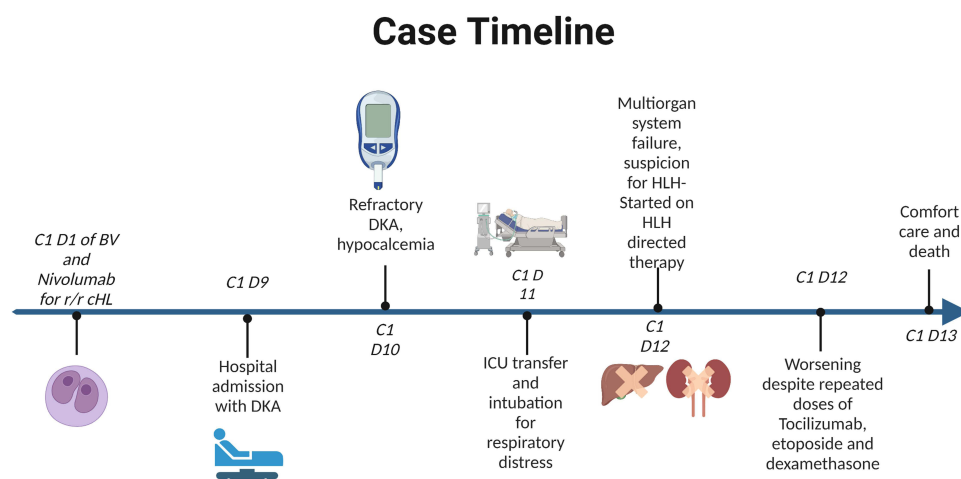 Case Timeline
C1 D1 of BV
and
Nivolumab
for r/r cHL
C1 D9
Hospital
admission
with DKA
Refractory
DKA,
hypocalcemia
C1
D10
C1 D
11
ICU transfer
and
intubation
for
respiratory
distress
Multiorgan
system
failure,
suspicion
for HLH-
Started on
HLH
directed
therapy
C1
D12
C1 D12
Worsening
despite repeated
doses of
Tocilizumab,
etoposide and
dexamethasone
Comfort
care and
death
C1 D13